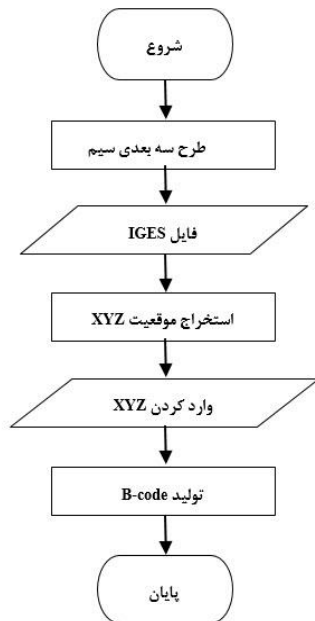 شروع
طرح سه بعدی سیم
فایل IGES
استخراج موقعیت XYZ
وارد کردن XYZ
تولید B-code
پایان